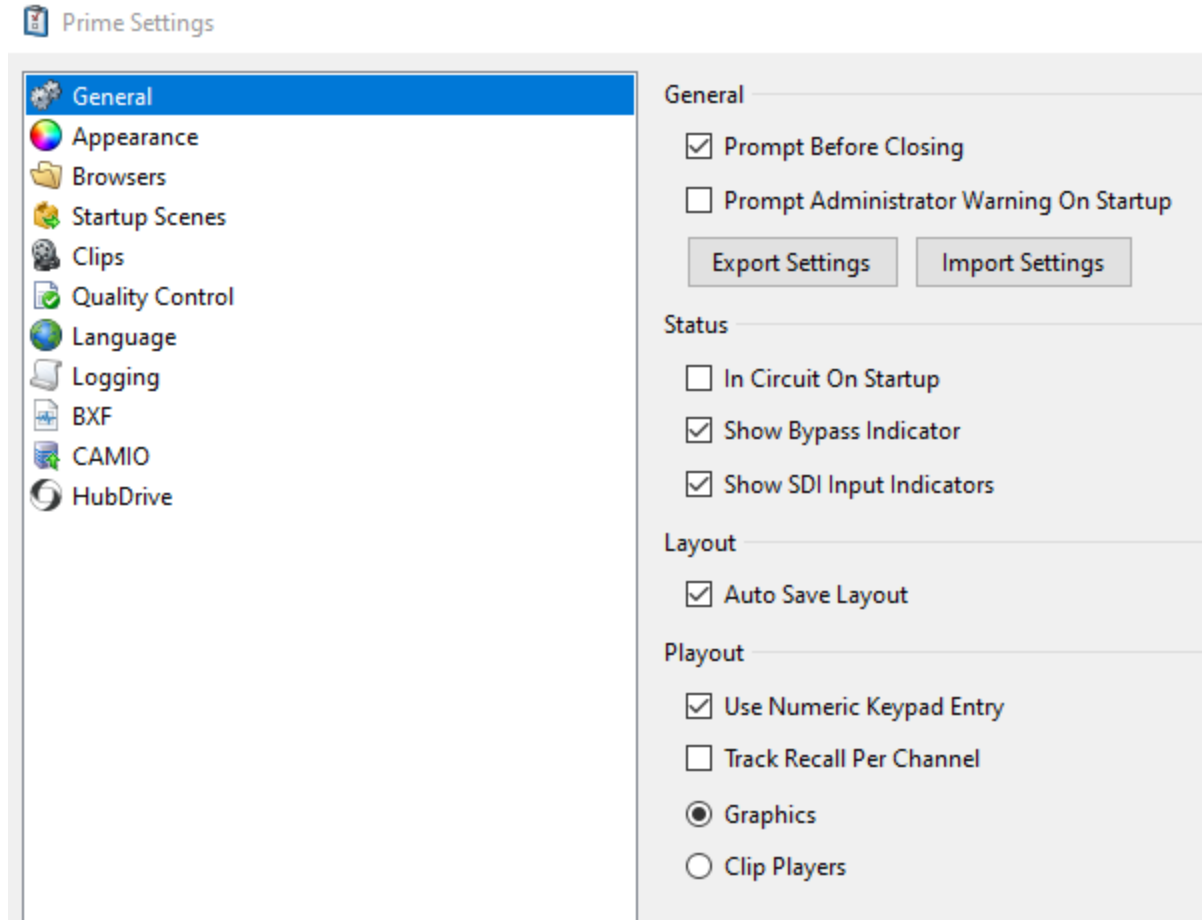 Prime Settings
General
Appearance
Browsers
Startup Scenes
Clips
Quality Control
Language
Logging
BXF
CAMIO
HubDrive
General
Prompt Before Closing
Prompt Administrator Warning On Startup
Export Settings Import Settings
Status
In Circuit On Startup
Show Bypass Indicator
Show SDI Input Indicators
Layout
Auto Save Layout
Playout
Use Numeric Keypad Entry
Track Recall Per Channel
Graphics
Clip Players